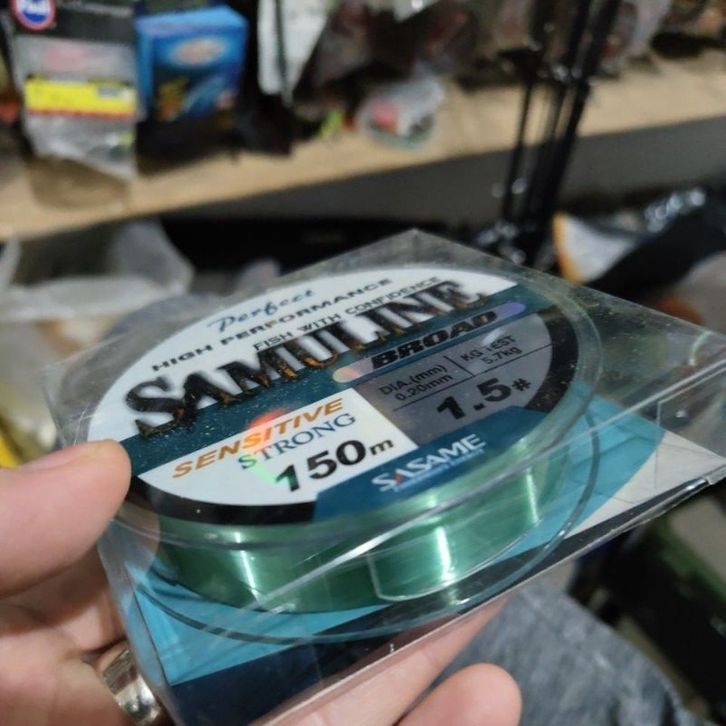 Perfect
HIGH PERFORMANCE
FISH WITH CONFIDENCE
SAMULINE
BROAD
DIA.(mm)
0.20mm
KG TEST
5.7kg
1.5#
SENSITIVE
STRONG
150m
SASAME